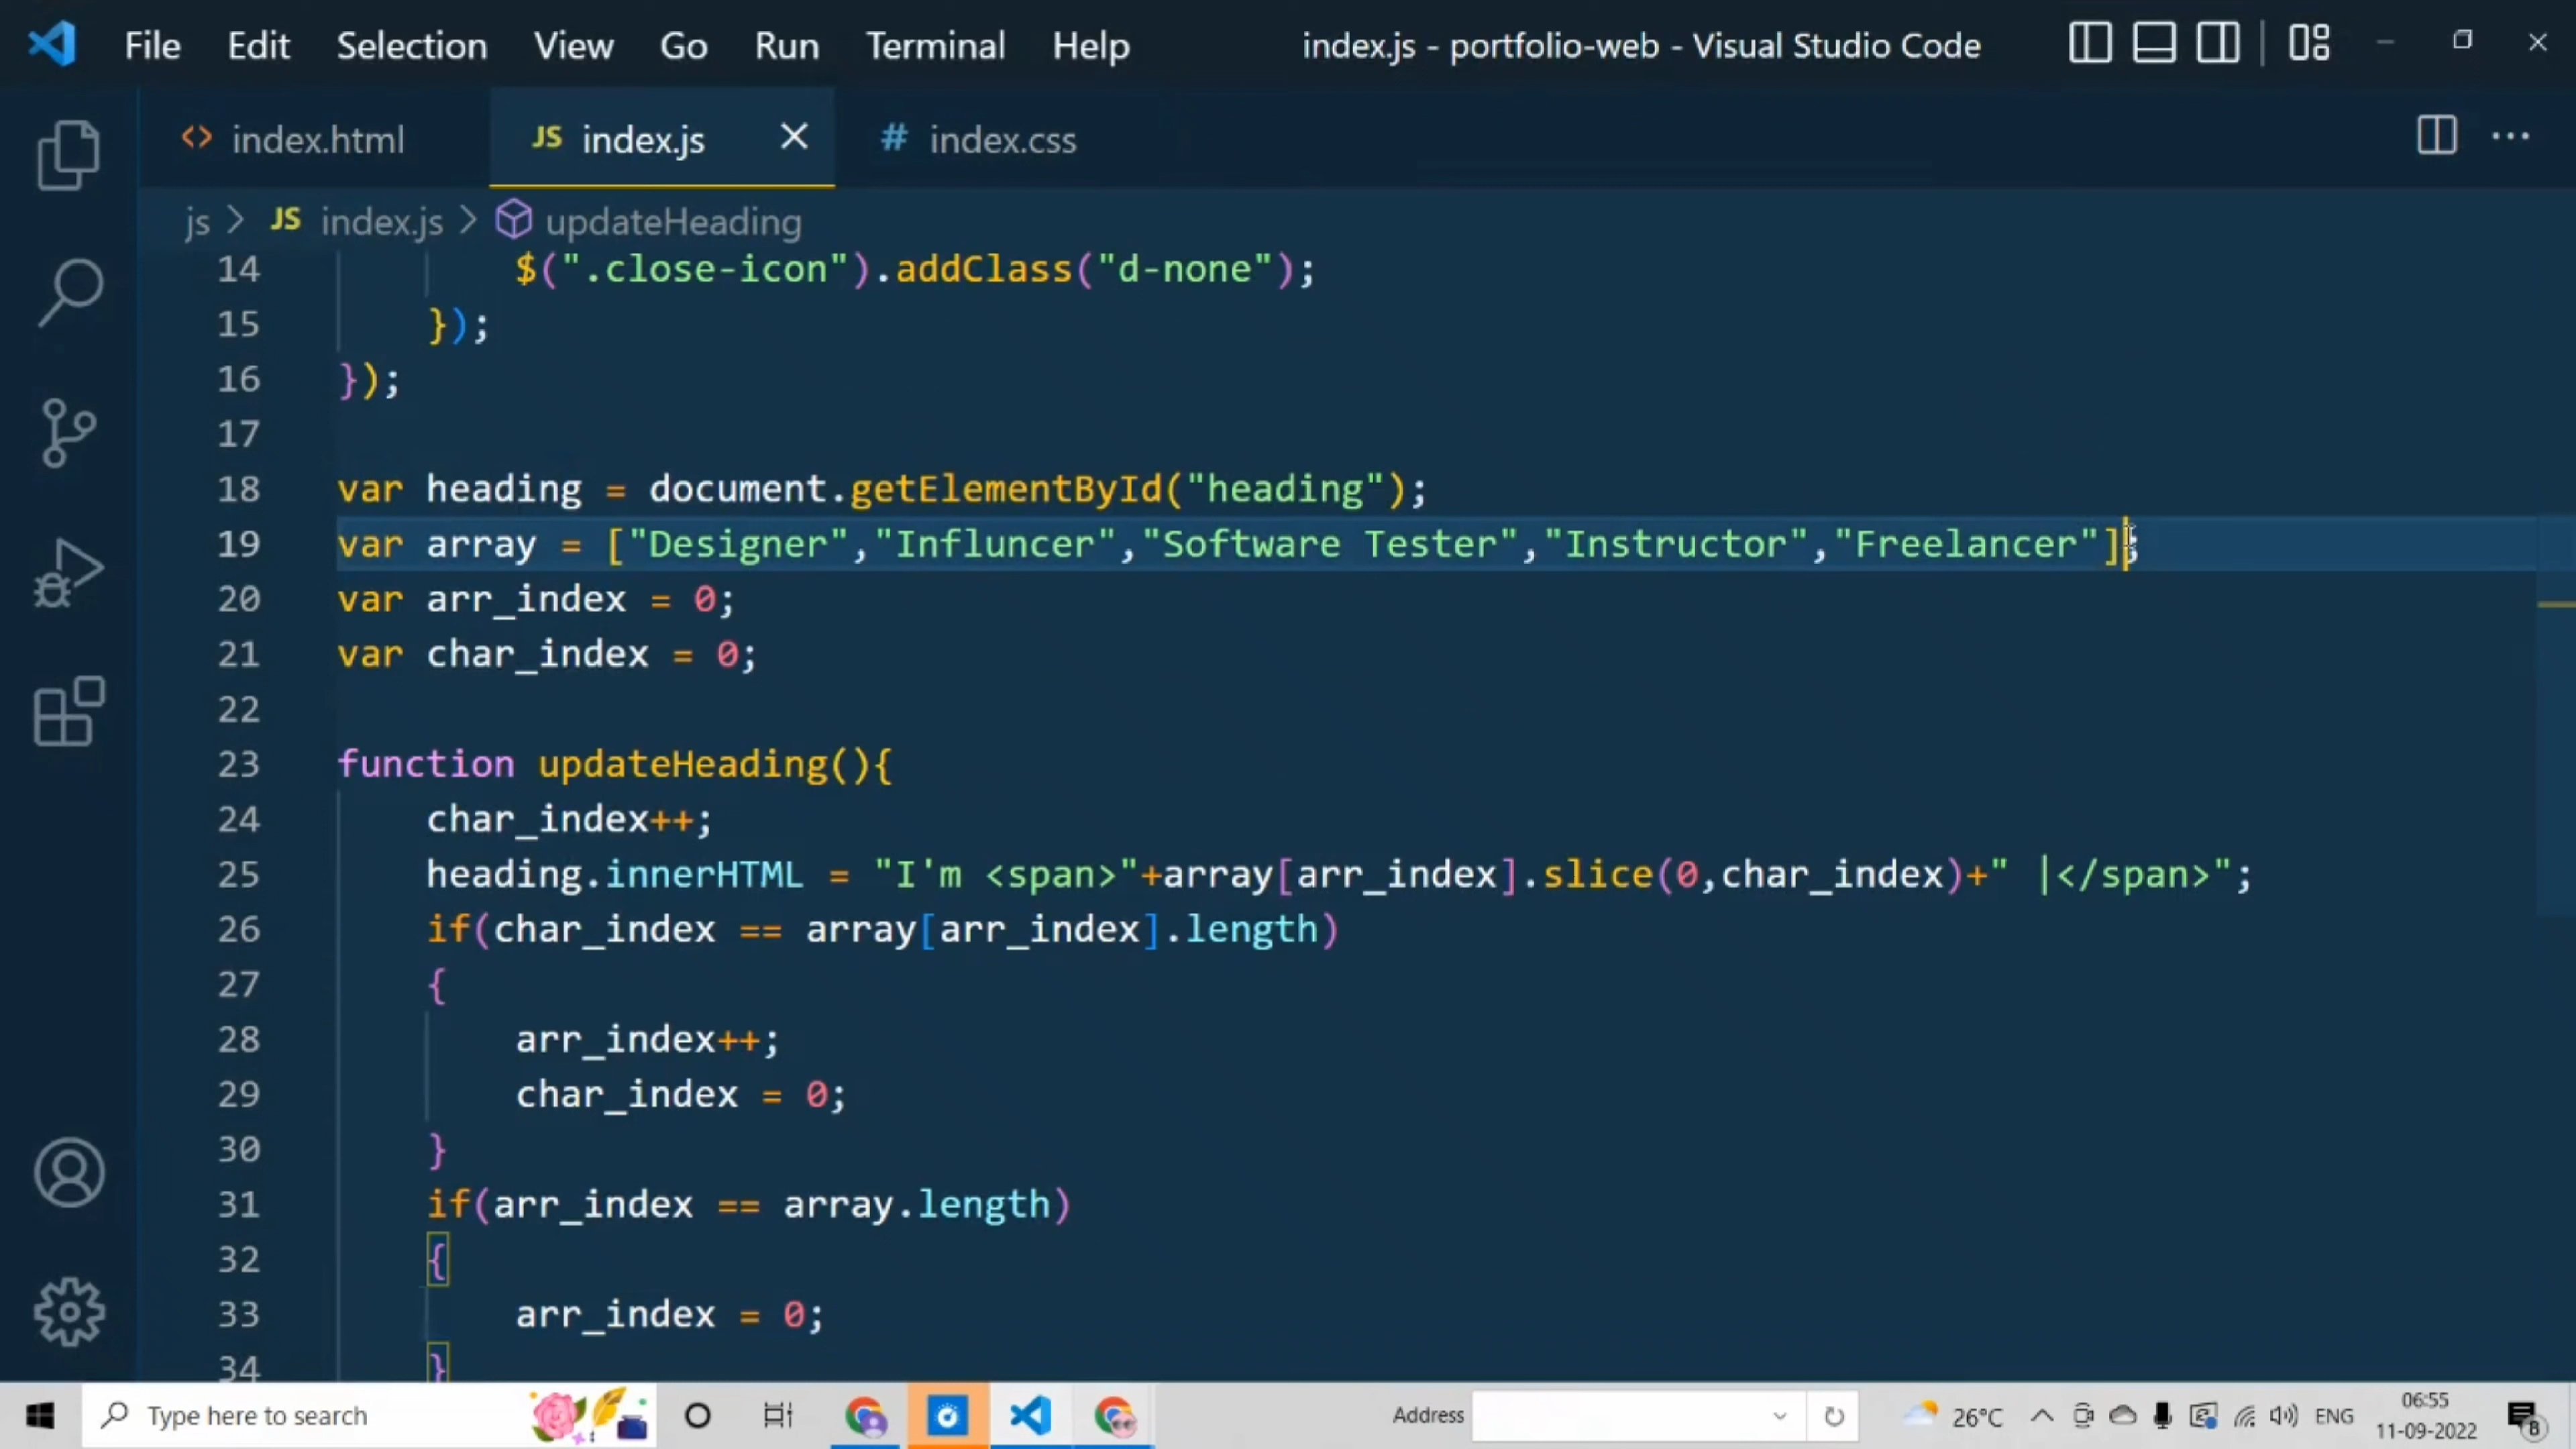 File Edit Selection View Go Run Terminal Help index.js - portfolio-web - Visual Studio Code
<> index.html JS index.js # index.css
js > JS index.js > updateHeading
14 $(".close-icon").addClass("d-none");
15 });
16 });
17
18 var heading = document.getElementById("heading");
19 var array = ["Designer","Influncer","Software Tester","Instructor","Freelancer"];
20 var arr_index = 0;
21 var char_index = 0;
22
23 function updateHeading(){
24 char_index++;
25 heading.innerHTML = "I'm <span>"+array[arr_index].slice(0,char_index)+" |</span>";
26 if(char_index == array[arr_index].length)
27 {
28 arr_index++;
29 char_index = 0;
30 }
31 if(arr_index == array.length)
32 {
33 arr_index = 0;
34 }
Type here to search Address 26°C ENG 06:55
11-09-2022 8